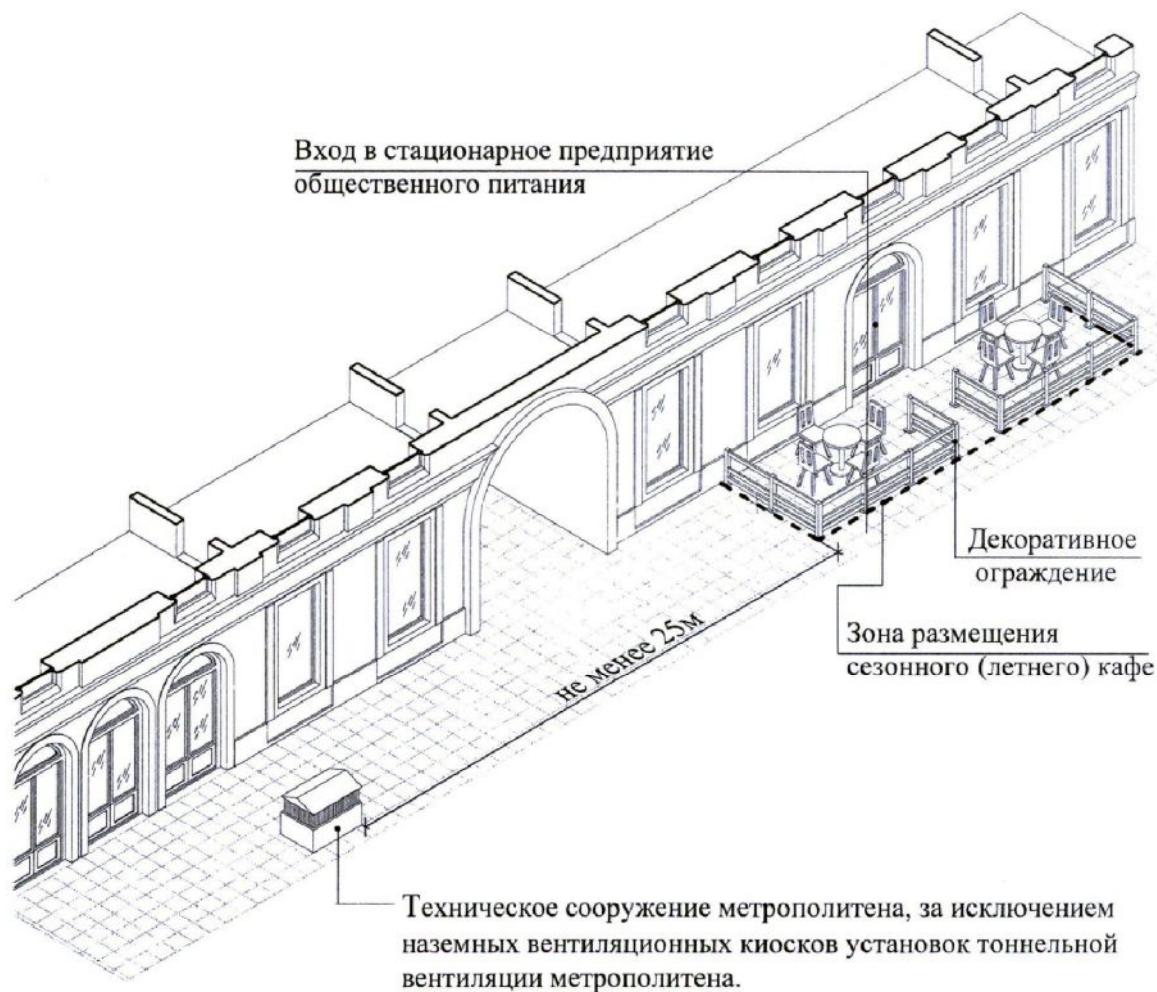 Вход в стационарное предприятие
общественного питания
Декоративное
ограждение
Зона размещения
сезонного (летнего) кафе
не менее 25м
Техническое сооружение метрополитена, за исключением
наземных вентиляционных киосков установок тоннельной
вентиляции метрополитена.